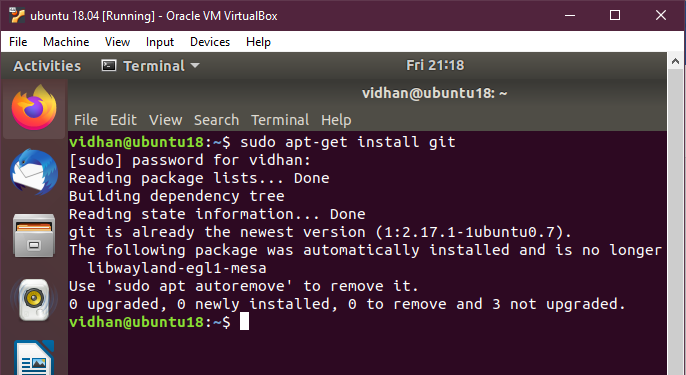 ubuntu 18.04 [Running] - Oracle VM VirtualBox
File Machine View Input Devices Help
Activities Terminal Fri 21:18
vidhan@ubuntu18: ~
File Edit View Search Terminal Help
vidhan@ubuntu18:~$ sudo apt-get install git
[sudo] password for vidhan:
Reading package lists... Done
Building dependency tree
Reading state information... Done
git is already the newest version (1:2.17.1-1ubuntu0.7).
The following package was automatically installed and is no longer
libwayland-egl1-mesa
Use 'sudo apt autoremove' to remove it.
0 upgraded, 0 newly installed, 0 to remove and 3 not upgraded.
vidhan@ubuntu18:~$